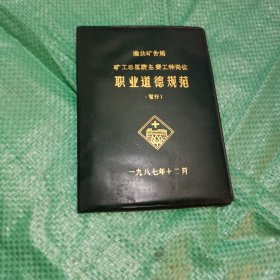 淮北矿务局
矿工总医院主要工种岗位
职业道德规范
(暂行)
一九八七年十二月